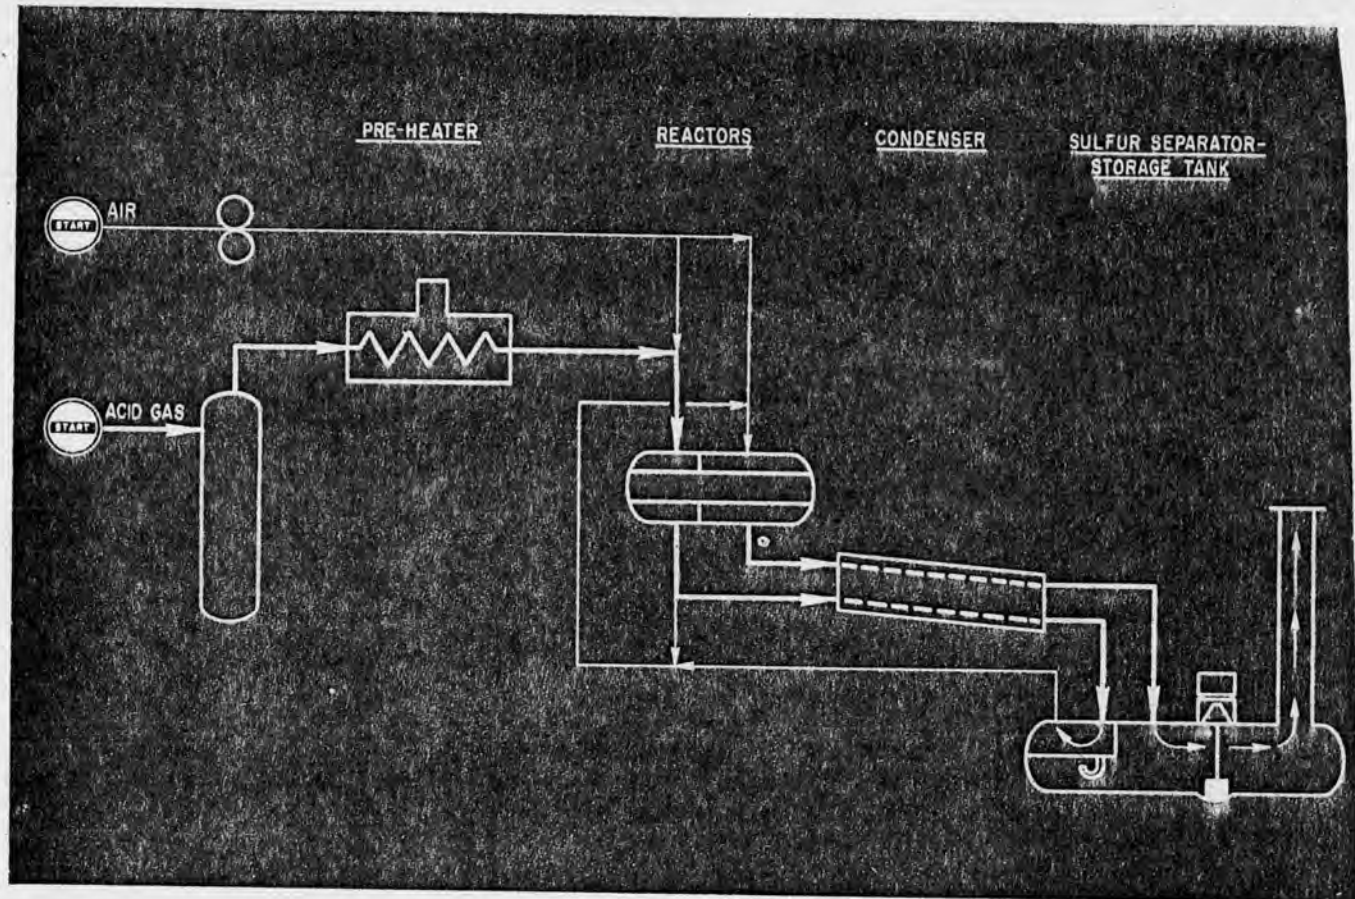 PRE-HEATER
REACTORS
CONDENSER
SULFUR SEPARATOR-
STORAGE TANK
START
AIR
START
ACID GAS